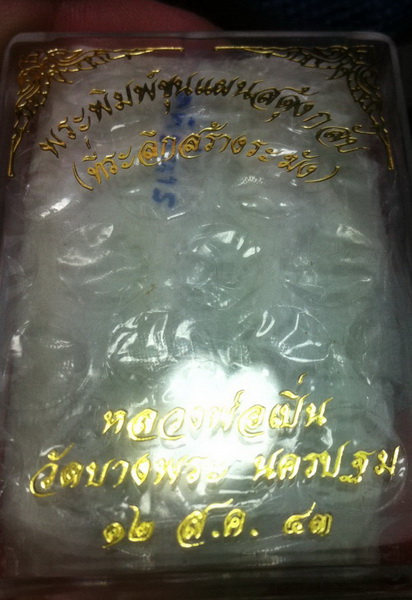 พระพิมพ์ขุนแผนสดุ้งกลับ
(ที่ระลึกสร้างระฆัง)
หลวงพ่อเปิ่น
วัดบางพระ นครปฐม
๑๒ ส.ค. ๔๓